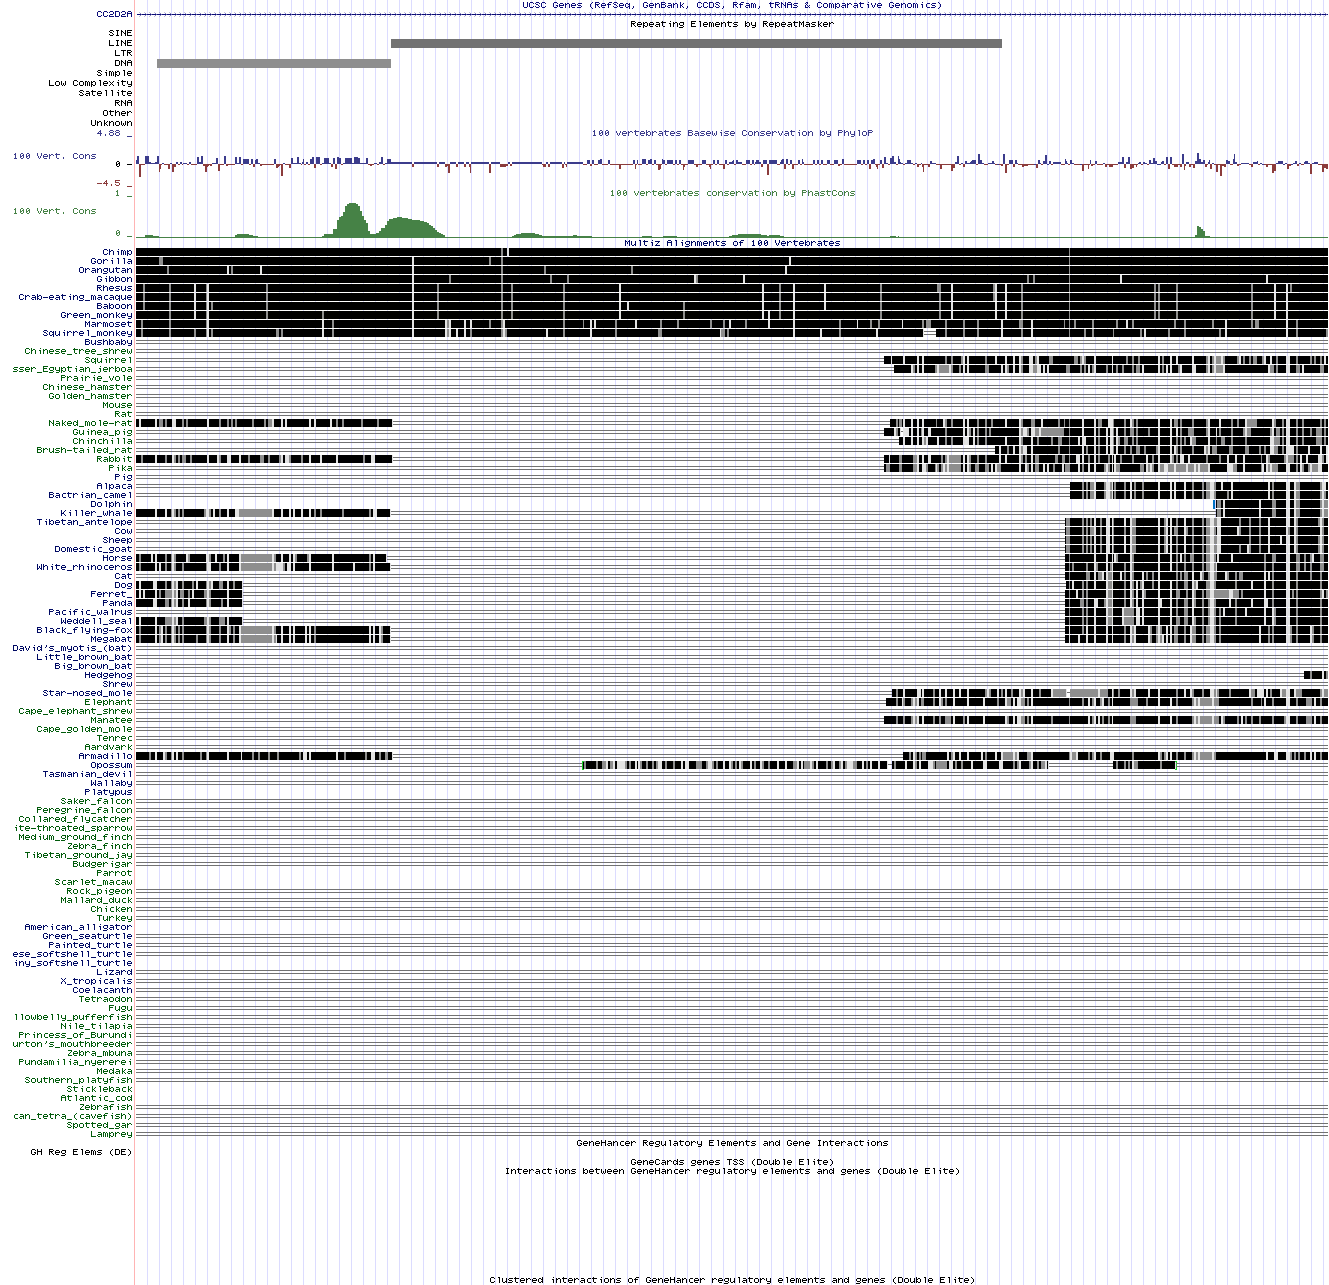 UCSC Genes (RefSeq, GenBank, CCDS, Rfam, tRNAs & Comparative Genomics)
CC2D2A
Repeating Elements by RepeatMasker
SINE
LINE
LTR
DNA
Simple
Low Complexity
Satellite
RNA
Other
Unknown
4.88 _
100 vertebrates Basewise Conservation by PhyloP
100 Vert. Cons
0 _
-4.5 _
1 _
100 vertebrates conservation by PhastCons
100 Vert. Cons
0 _
Multiz Alignments of 100 Vertebrates
Chimp
Gorilla
Orangutan
Gibbon
Rhesus
Crab-eating_macaque
Baboon
Green_monkey
Marmoset
Squirrel_monkey
Bushbaby
Chinese_tree_shrew
Squirrel
sser_Egyptian_jerboa
Prairie_vole
Chinese_hamster
Golden_hamster
Mouse
Rat
Naked_mole-rat
Guinea_pig
Chinchilla
Brush-tailed_rat
Rabbit
Pika
Pig
Alpaca
Bactrian_camel
Dolphin
Killer_whale
Tibetan_antelope
Cow
Sheep
Domestic_goat
Horse
White_rhinoceros
Cat
Dog
Ferret_
Panda
Pacific_walrus
Weddell_seal
Black_flying-fox
Megabat
David's_myotis_(bat)
Little_brown_bat
Big_brown_bat
Hedgehog
Shrew
Star-nosed_mole
Elephant
Cape_elephant_shrew
Manatee
Cape_golden_mole
Tenrec
Aardvark
Armadillo
Opossum
Tasmanian_devil
Wallaby
Platypus
Saker_falcon
Peregrine_falcon
Collared_flycatcher
ite-throated_sparrow
Medium_ground_finch
Zebra_finch
Tibetan_ground_jay
Budgerigar
Parrot
Scarlet_macaw
Rock_pigeon
Mallard_duck
Chicken
Turkey
American_alligator
Green_seaturtle
Painted_turtle
ese_softshell_turtle
iny_softshell_turtle
Lizard
X_tropicalis
Coelacanth
Tetraodon
Fugu
llowbelly_pufferfish
Nile_tilapia
Princess_of_Burundi
urton's_mouthbreeder
Zebra_mbuna
Pundamilia_nyererei
Medaka
Southern_platyfish
Stickleback
Atlantic_cod
Zebrafish
can_tetra_(cavefish)
Spotted_gar
Lamprey
GeneHancer Regulatory Elements and Gene Interactions
GH Reg Elems (DE)
GeneCards genes TSS (Double Elite)
Interactions between GeneHancer regulatory elements and genes (Double Elite)
Clustered interactions of GeneHancer regulatory elements and genes (Double Elite)